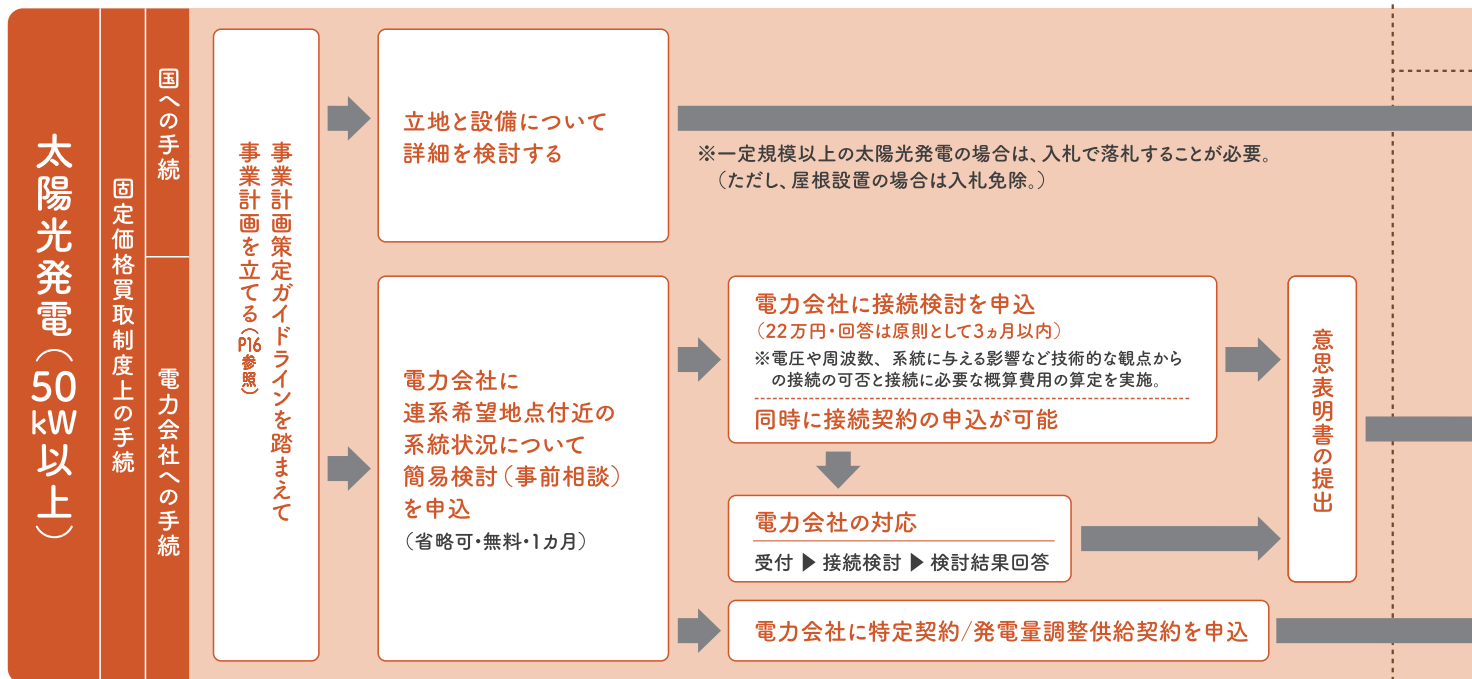 太陽光発電（50kW以上）
固定価格買取制度上の手続
国への手続
電力会社への手続
事業計画策定ガイドラインを踏まえて
事業計画を立てる（P16参照）
立地と設備について
詳細を検討する
※一定規模以上の太陽光発電の場合は、入札で落札することが必要。
（ただし、屋根設置の場合は入札免除。）
電力会社に
連系希望地点付近の
系統状況について
簡易検討（事前相談）
を申込
（省略可・無料・1カ月）
電力会社に接続検討を申込
（22万円・回答は原則として3ヵ月以内）
※電圧や周波数、系統に与える影響など技術的な観点から
の接続の可否と接続に必要な概算費用の算定を実施。
同時に接続契約の申込が可能
電力会社の対応
受付 ▶ 接続検討 ▶ 検討結果回答
意思表明書の提出
電力会社に特定契約/発電量調整供給契約を申込